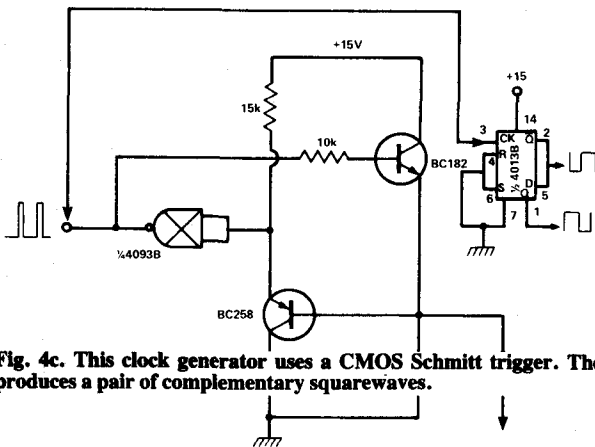 +15V
+15
15k
10k
3
14
2
CK
Q
4
R
BC182
½ 4013B
S
D
Q
6
5
7
1
¼4093B
BC258
Fig. 4c. This clock generator uses a CMOS Schmitt trigger. The
produces a pair of complementary squarewaves.